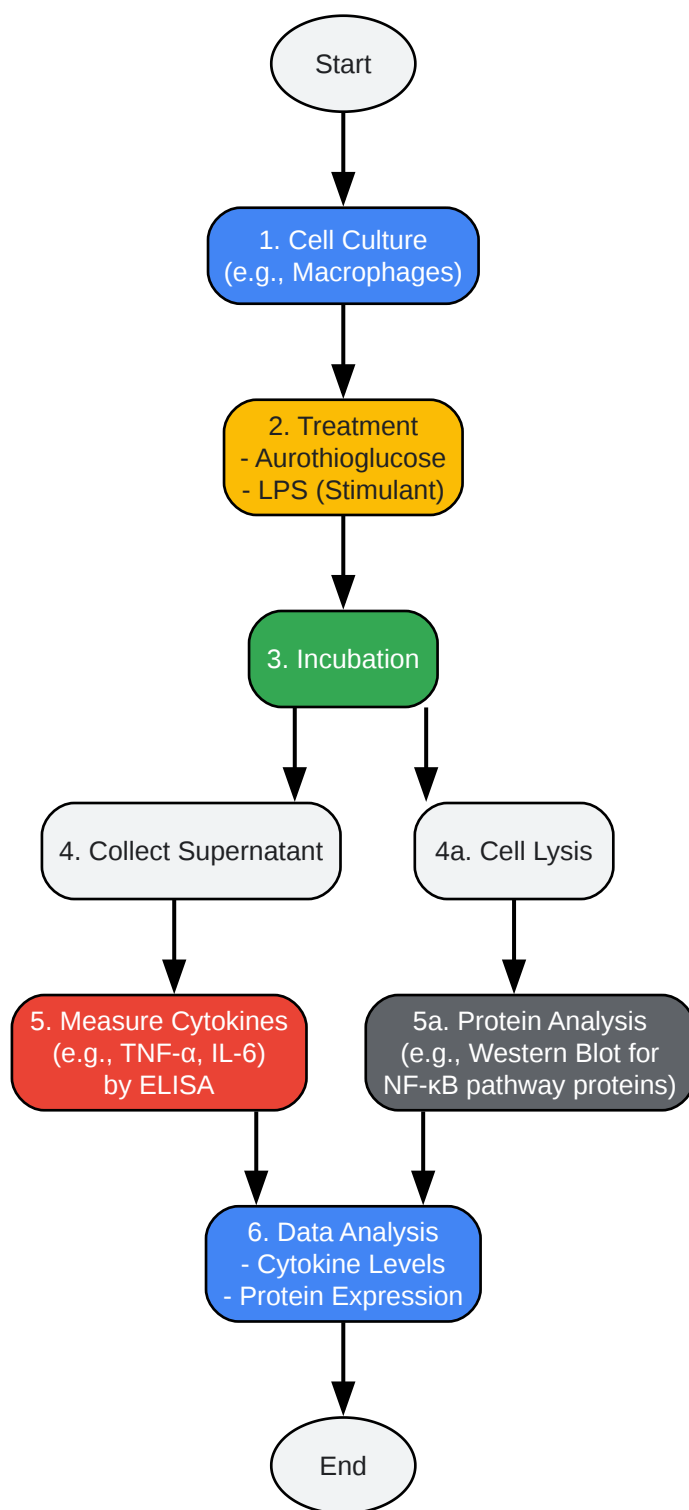 Start
1. Cell Culture
(e.g., Macrophages)
2. Treatment
- Aurothioglucose
- LPS (Stimulant)
3. Incubation
4. Collect Supernatant
4a. Cell Lysis
5. Measure Cytokines
(e.g., TNF-α, IL-6)
by ELISA
5a. Protein Analysis
(e.g., Western Blot for
NF-κB pathway proteins)
6. Data Analysis
- Cytokine Levels
- Protein Expression
End